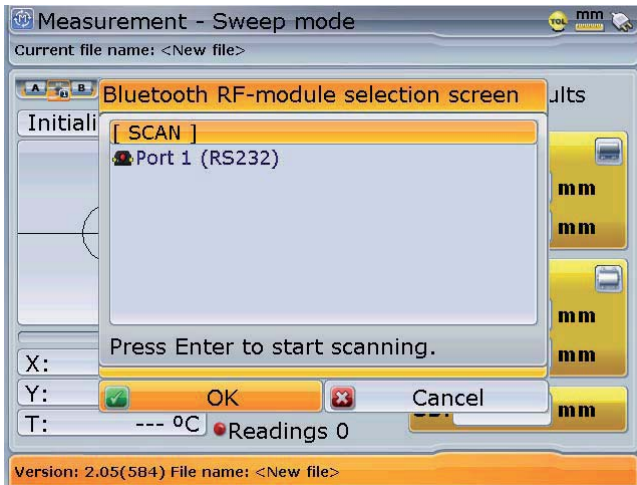 Measurement - Sweep mode
TOL mm
Current file name: <New file>
A B
Bluetooth RF-module selection screen
[ SCAN ]
Port 1 (RS232)
Press Enter to start scanning.
OK Cancel
Initiali
ults
mm
mm
mm
mm
mm
X:
Y:
T: --- ºC
Readings 0
Version: 2.05(584) File name: <New file>